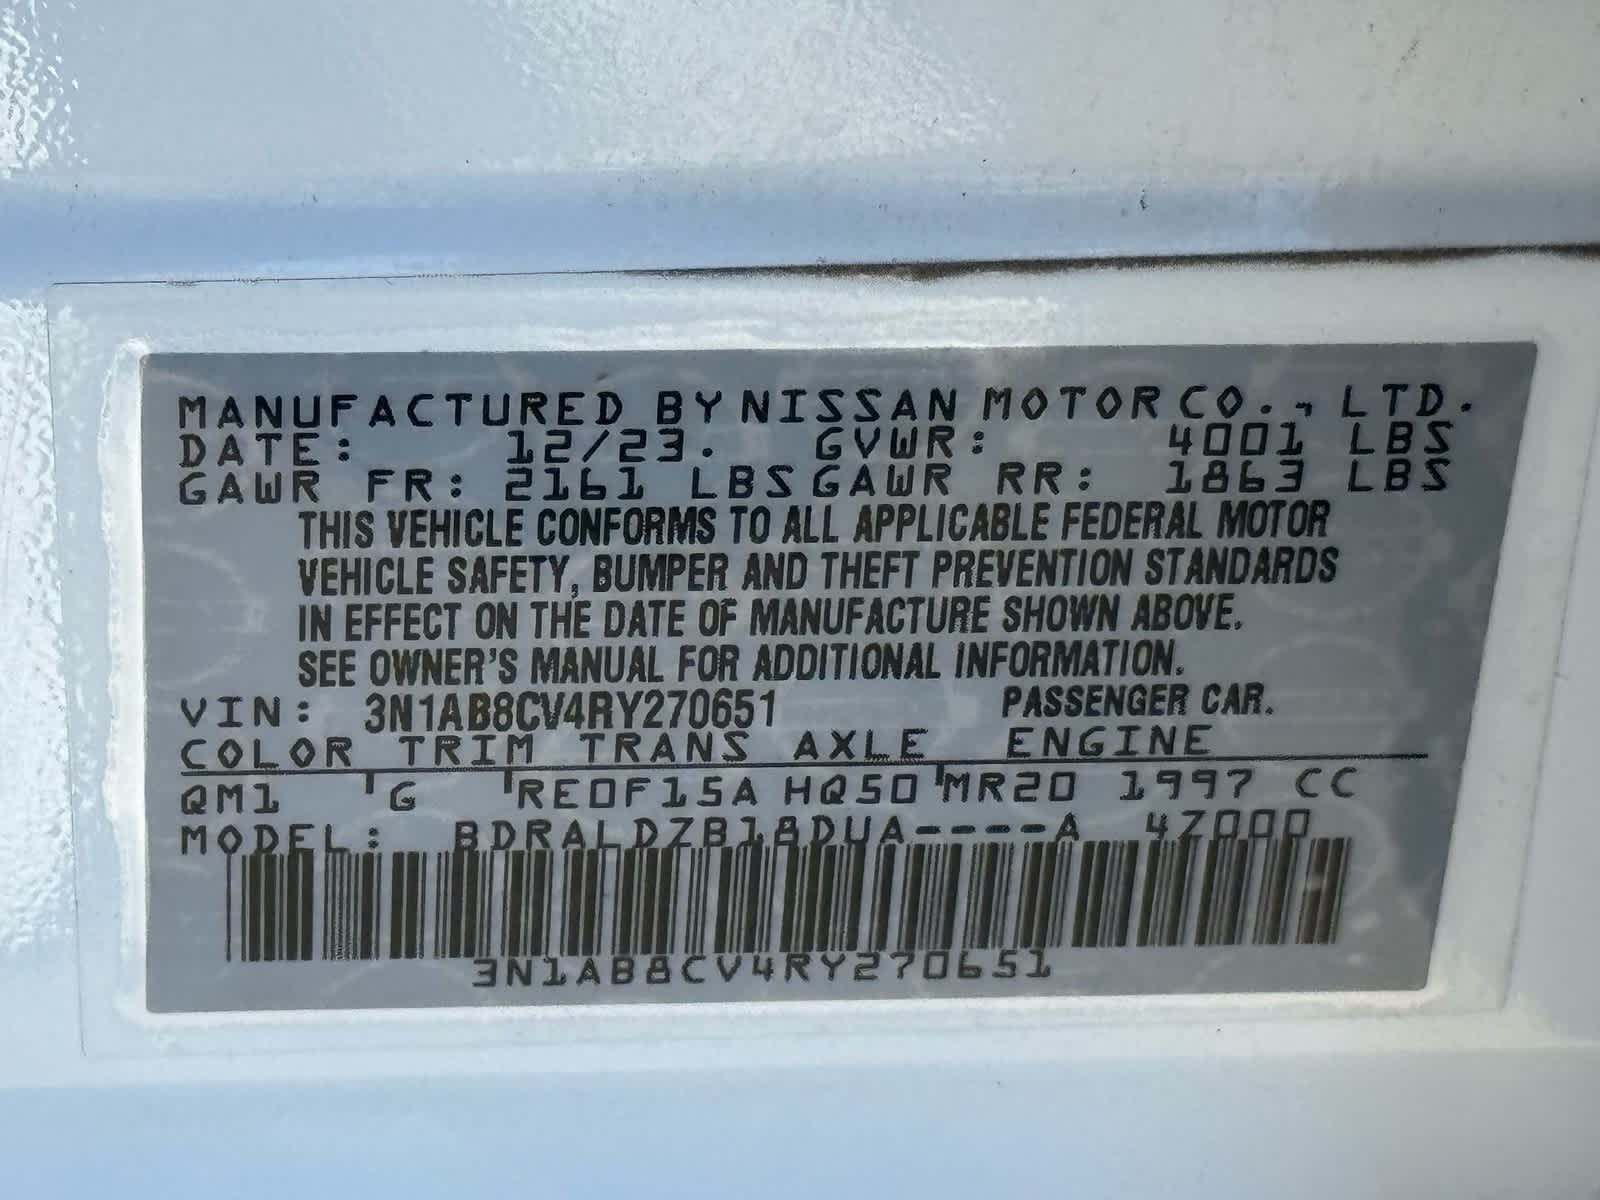 MANUFACTURED BY NISSAN MOTOR CO., LTD.
DATE: 12/23. GVWR: 4001 LBS
GAWR FR: 2161 LBS GAWR RR: 1863 LBS
THIS VEHICLE CONFORMS TO ALL APPLICABLE FEDERAL MOTOR
VEHICLE SAFETY, BUMPER AND THEFT PREVENTION STANDARDS
IN EFFECT ON THE DATE OF MANUFACTURE SHOWN ABOVE.
SEE OWNER'S MANUAL FOR ADDITIONAL INFORMATION.
VIN: 3N1AB8CV4RY270651 PASSENGER CAR.
COLOR TRIM TRANS AXLE ENGINE
QM1 G RE0F15A HQ50 MR20 1997 CC
MODEL: BDRALDZB18DUA----A 4Z000
3N1AB8CV4RY270651